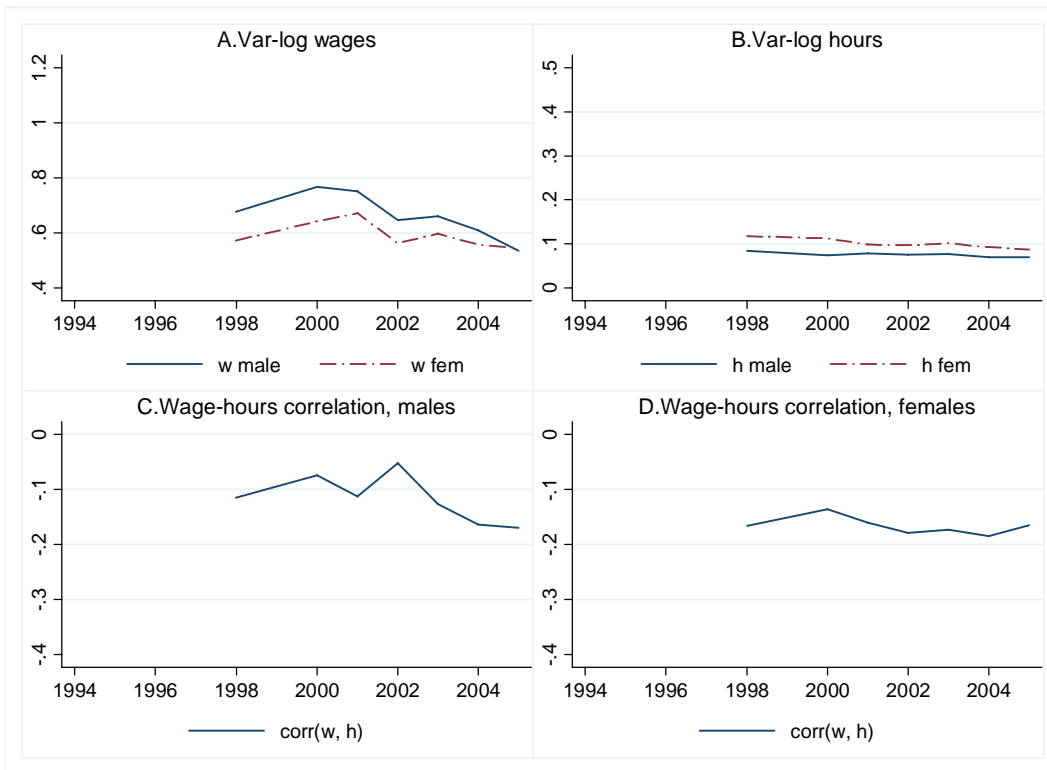 A.Var-log wages
1.2
1
.8
.6
.4
1994 1996 1998 2000 2002 2004
w male w fem
B.Var-log hours
.5
.4
.3
.2
.1
0
1994 1996 1998 2000 2002 2004
h male h fem
C.Wage-hours correlation, males
0
-.1
-.2
-.3
-.4
1994 1996 1998 2000 2002 2004
corr(w, h)
D.Wage-hours correlation, females
0
-.1
-.2
-.3
-.4
1994 1996 1998 2000 2002 2004
corr(w, h)